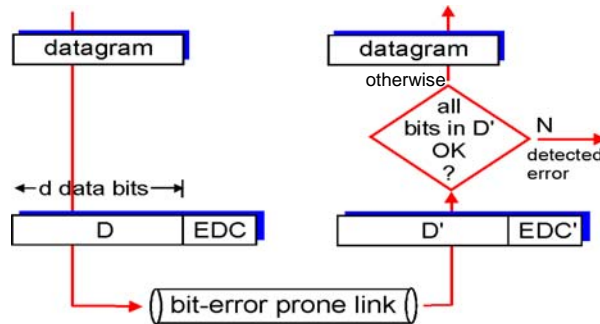 datagram
d data bits
D
EDC
bit-error prone link
datagram
otherwise
all
bits in D'
OK
?
N
detected
error
D'
EDC'